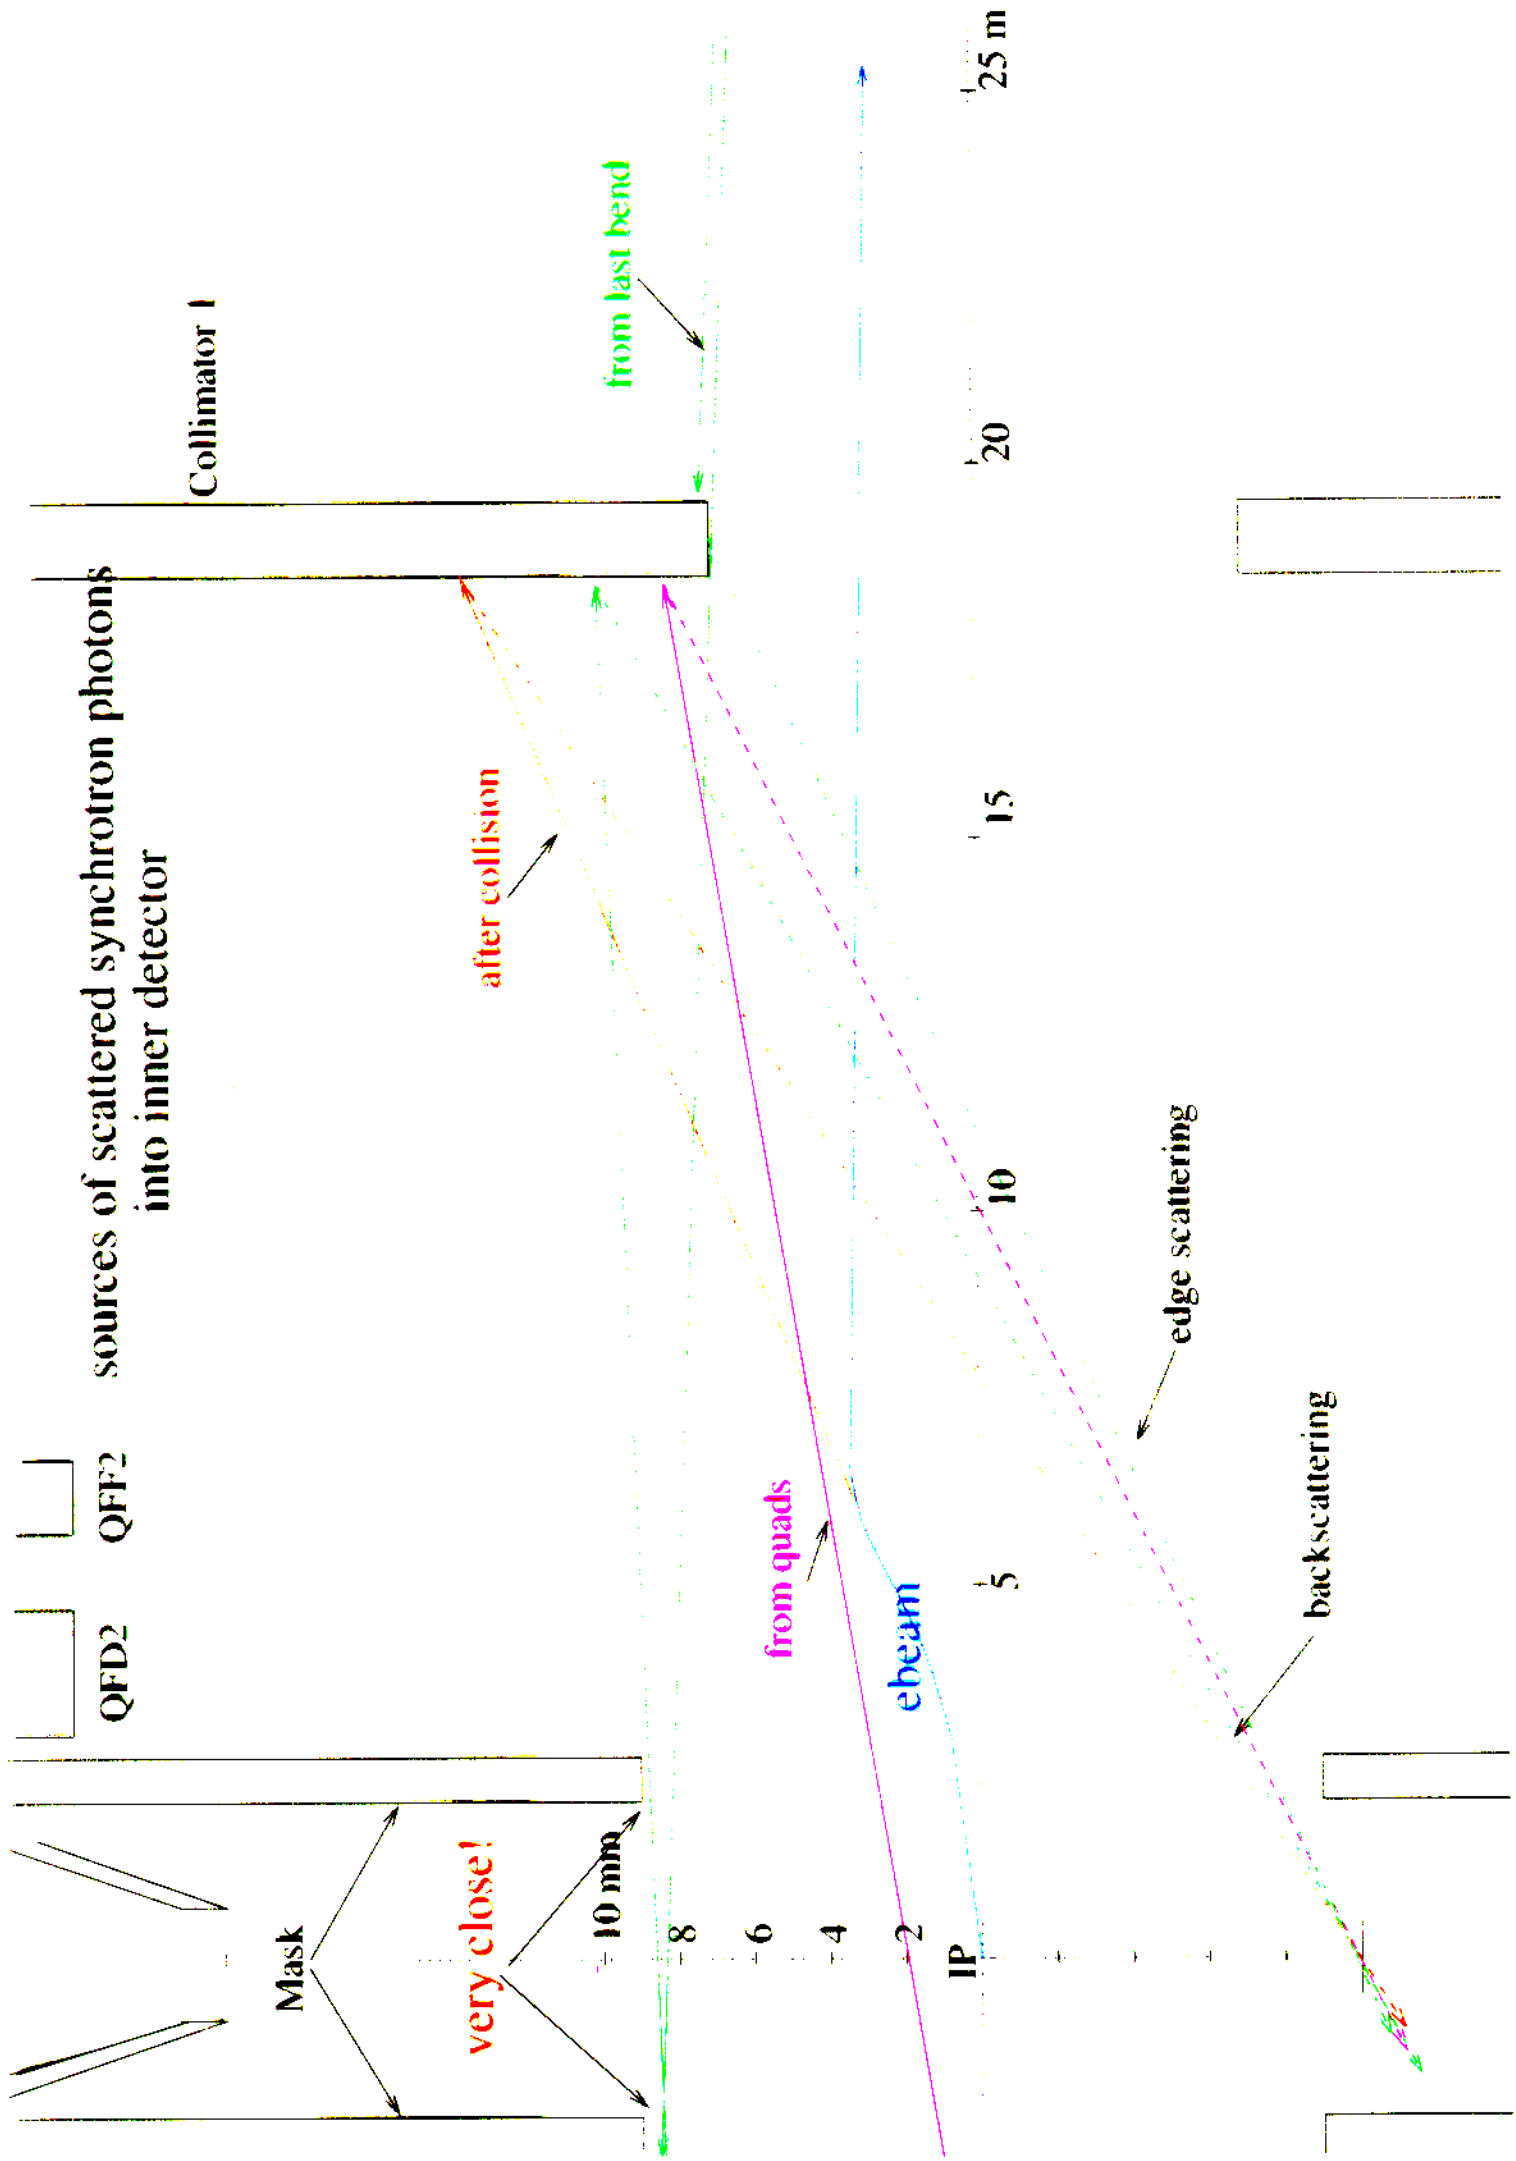 QFD2
QFF2
sources of scattered synchrotron photons
into inner detector
Collimator 1
Mask
very close!
after collision
from last bend
10 mm
8
6
4
2
IP
from quads
ebeam
5
10
15
20
25 m
edge scattering
backscattering